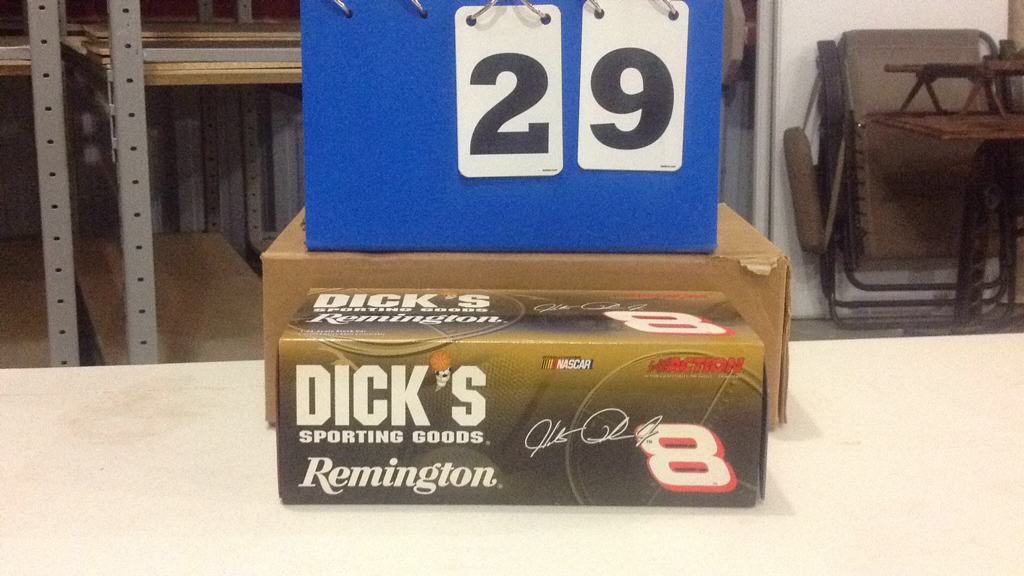 29
DICK'S
SPORTING GOODS
Remington
8
DICK'S
SPORTING GOODS®
Remington®
NASCAR
ACTION
8